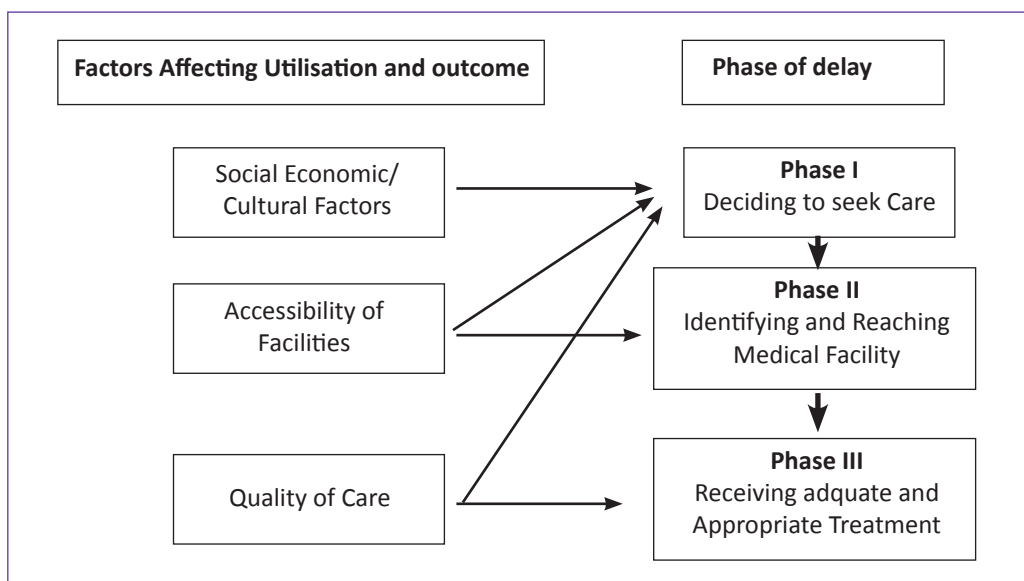 Factors Affecting Utilisation and outcome
Phase of delay
Social Economic/
Cultural Factors
Phase I
Deciding to seek Care
Accessibility of
Facilities
Phase II
Identifying and Reaching
Medical Facility
Quality of Care
Phase III
Receiving adquate and
Appropriate Treatment